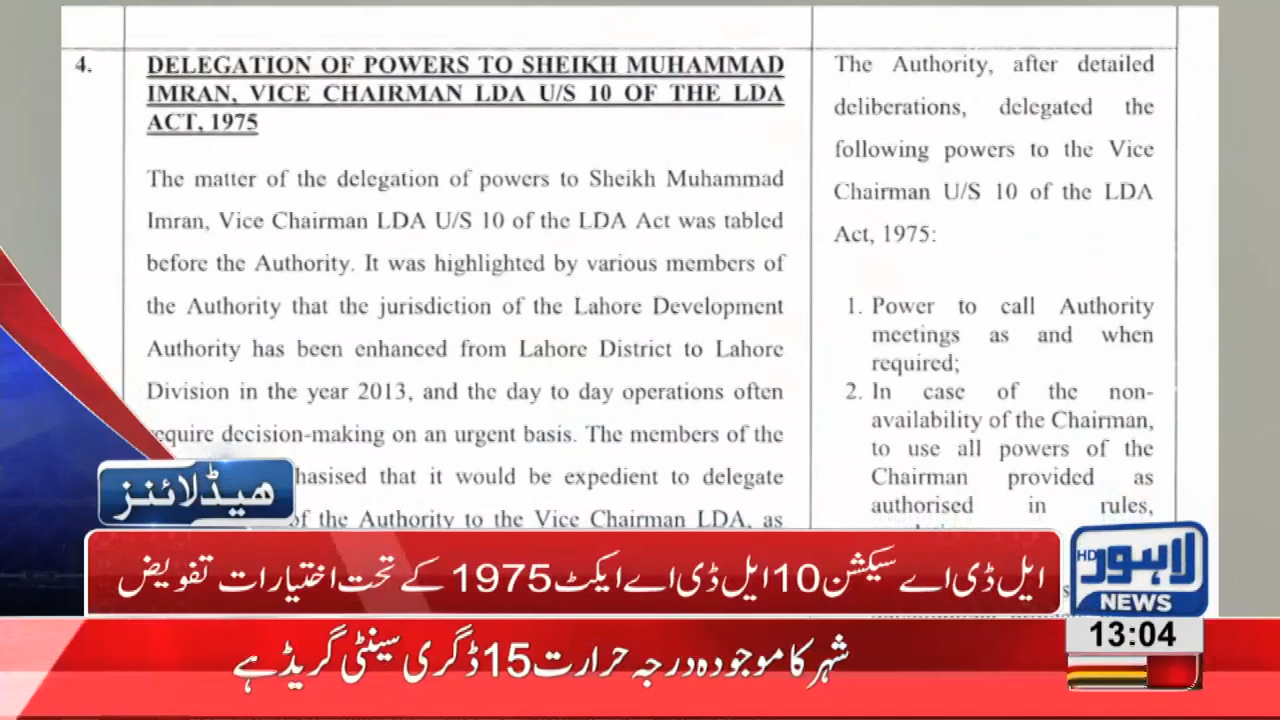 4.
DELEGATION OF POWERS TO SHEIKH MUHAMMAD
IMRAN, VICE CHAIRMAN LDA U/S 10 OF THE LDA
ACT, 1975
The matter of the delegation of powers to Sheikh Muhammad
Imran, Vice Chairman LDA U/S 10 of the LDA Act was tabled
before the Authority. It was highlighted by various members of
the Authority that the jurisdiction of the Lahore Development
Authority has been enhanced from Lahore District to Lahore
Division in the year 2013, and the day to day operations often
equire decision-making on an urgent basis. The members of the
hasised that it would be expedient to delegate
of the Authority to the Vice Chairman LDA, as
The Authority, after detailed
deliberations, delegated the
following powers to the Vice
Chairman U/S 10 of the LDA
Act, 1975:
1. Power to call Authority
meetings as and when
required;
2. In case of the non-
availability of the Chairman,
to use all powers of the
Chairman provided as
authorised in rules,
ہیڈلائنز
ایل ڈی اے سیکشن 10 ایل ڈی اے ایکٹ 1975 کے تحت اختیارات تفویض
لاہور HD
NEWS
13:04
شہر کا موجودہ درجہ حرارت 15 ڈگری سینٹی گریڈ ہے